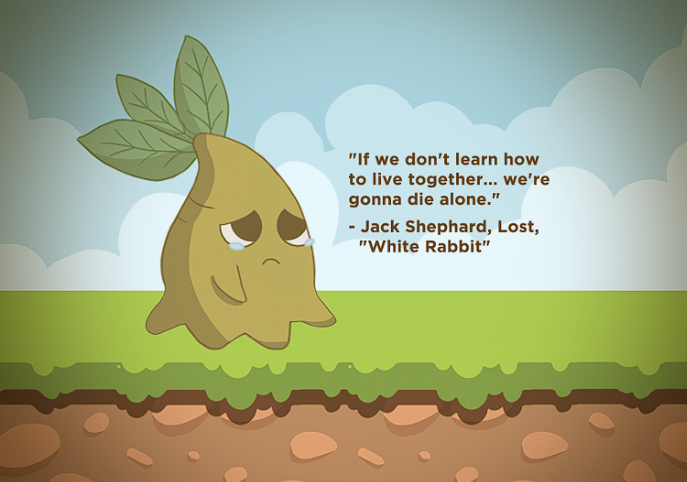 "If we don't learn how
to live together... we're
gonna die alone."
- Jack Shephard, Lost,
"White Rabbit"